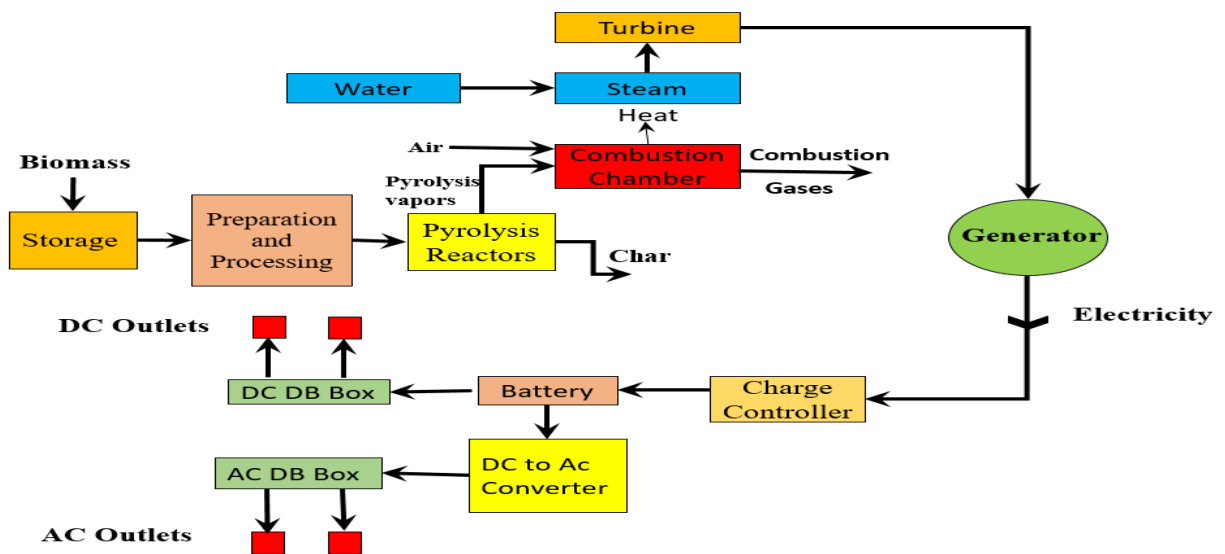 Turbine
Water
Steam
Heat
Air
Combustion
Chamber
Combustion
Gases
Biomass
Pyrolysis
vapors
Storage
Preparation
and
Processing
Pyrolysis
Reactors
Char
Generator
Electricity
DC Outlets
DC DB Box
Battery
Charge
Controller
AC DB Box
DC to Ac
Converter
AC Outlets